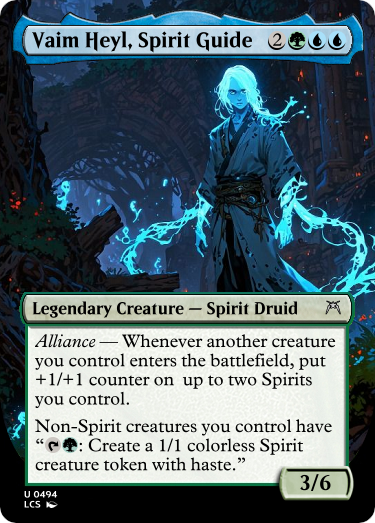 Vaim Heyl, Spirit Guide 2
Legendary Creature — Spirit Druid
Alliance — Whenever another creature
you control enters the battlefield, put
+1/+1 counter on up to two Spirits
you control.
Non-Spirit creatures you control have
“ : Create a 1/1 colorless Spirit
creature token with haste.”
3/6
U 0494
LCS